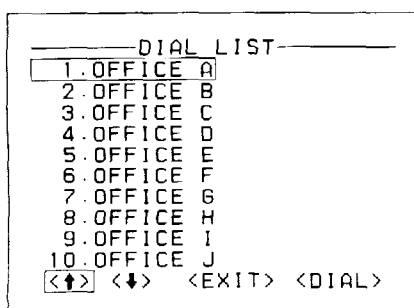 DIAL LIST
1.OFFICE A
2.OFFICE B
3.OFFICE C
4.OFFICE D
5.OFFICE E
6.OFFICE F
7.OFFICE G
8.OFFICE H
9.OFFICE I
10.OFFICE J
<↑> <↓> <EXIT> <DIAL>